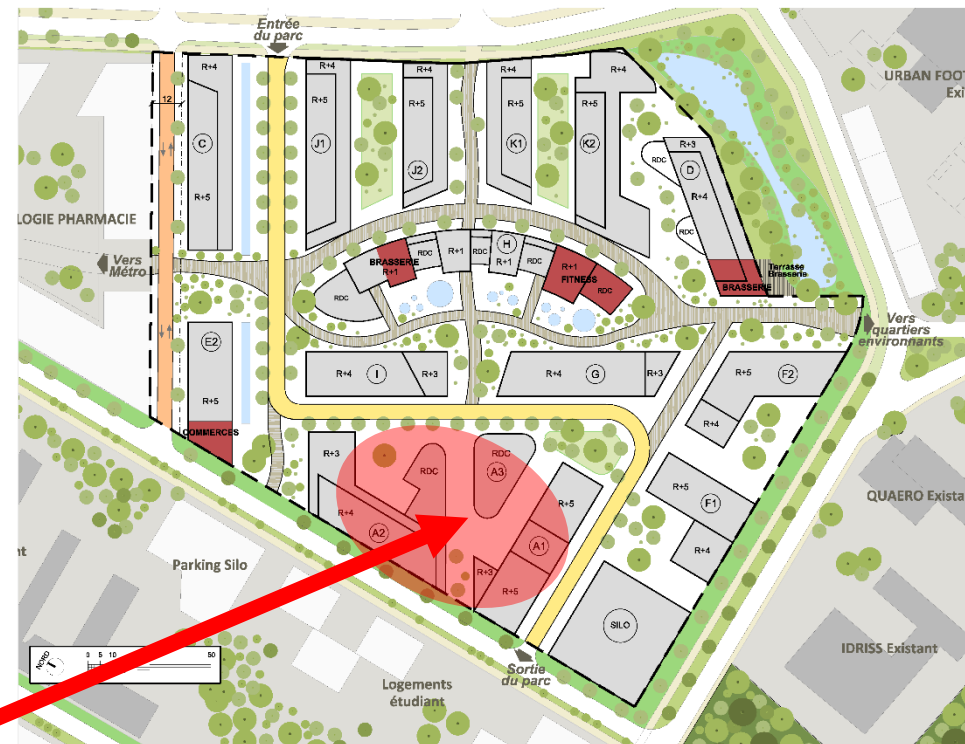 Entrée
du parc
URBAN FOOT
Exi
R+4
R+4
R+4
R+4
R+4
12
R+5
R+5
R+5
R+5
C
J1
J2
K1
K2
R+3
D
RDC
R+4
R+5
LOGIE PHARMACIE
RDC
Vers
Métro
BRASSERIE
R+1
RDC
R+1
RDC
H
R+1
RDC
R+1
FITNESS
RDC
RDC
Terrasse
Brasserie
BRASSERIE
Vers
quartiers
environnants
E2
R+4
I
R+3
R+4
G
R+3
R+5
F2
R+5
COMMERCES
R+4
R+3
RDC
RDC
A3
R+5
R+5
F1
QUAERO Exista
R+4
A2
A1
R+4
nt
Parking Silo
R+3
R+5
SILO
IDRISS Existant
NORD
0 5 10 50
Sortie
du parc
Logements
étudiant